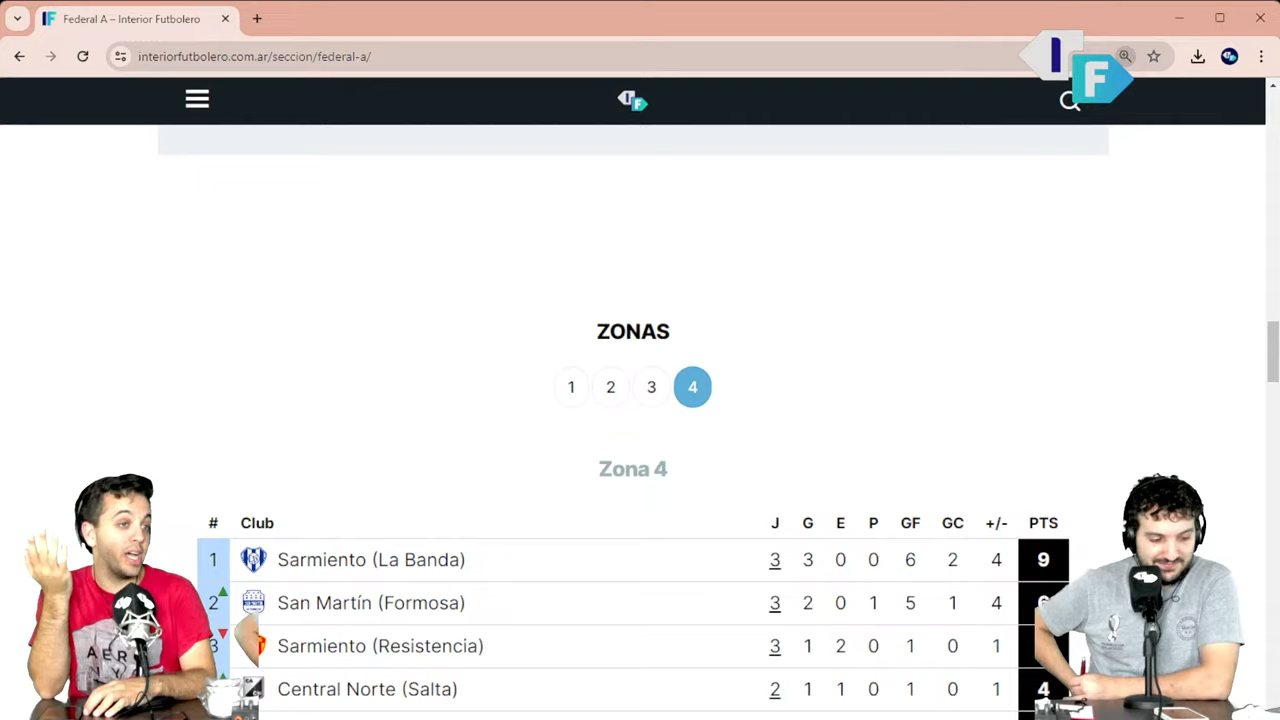 Federal A – Interior Futbolero
interiorfutbolero.com.ar/seccion/federal-a/
IF
ZONAS
1 2 3 4
Zona 4
# Club J G E P GF GC +/- PTS
1 Sarmiento (La Banda) 3 3 0 0 6 2 4 9
2 San Martín (Formosa) 3 2 0 1 5 1 4
3 Sarmiento (Resistencia) 3 1 2 0 1 0 1
Central Norte (Salta) 2 1 1 0 1 0 1 4